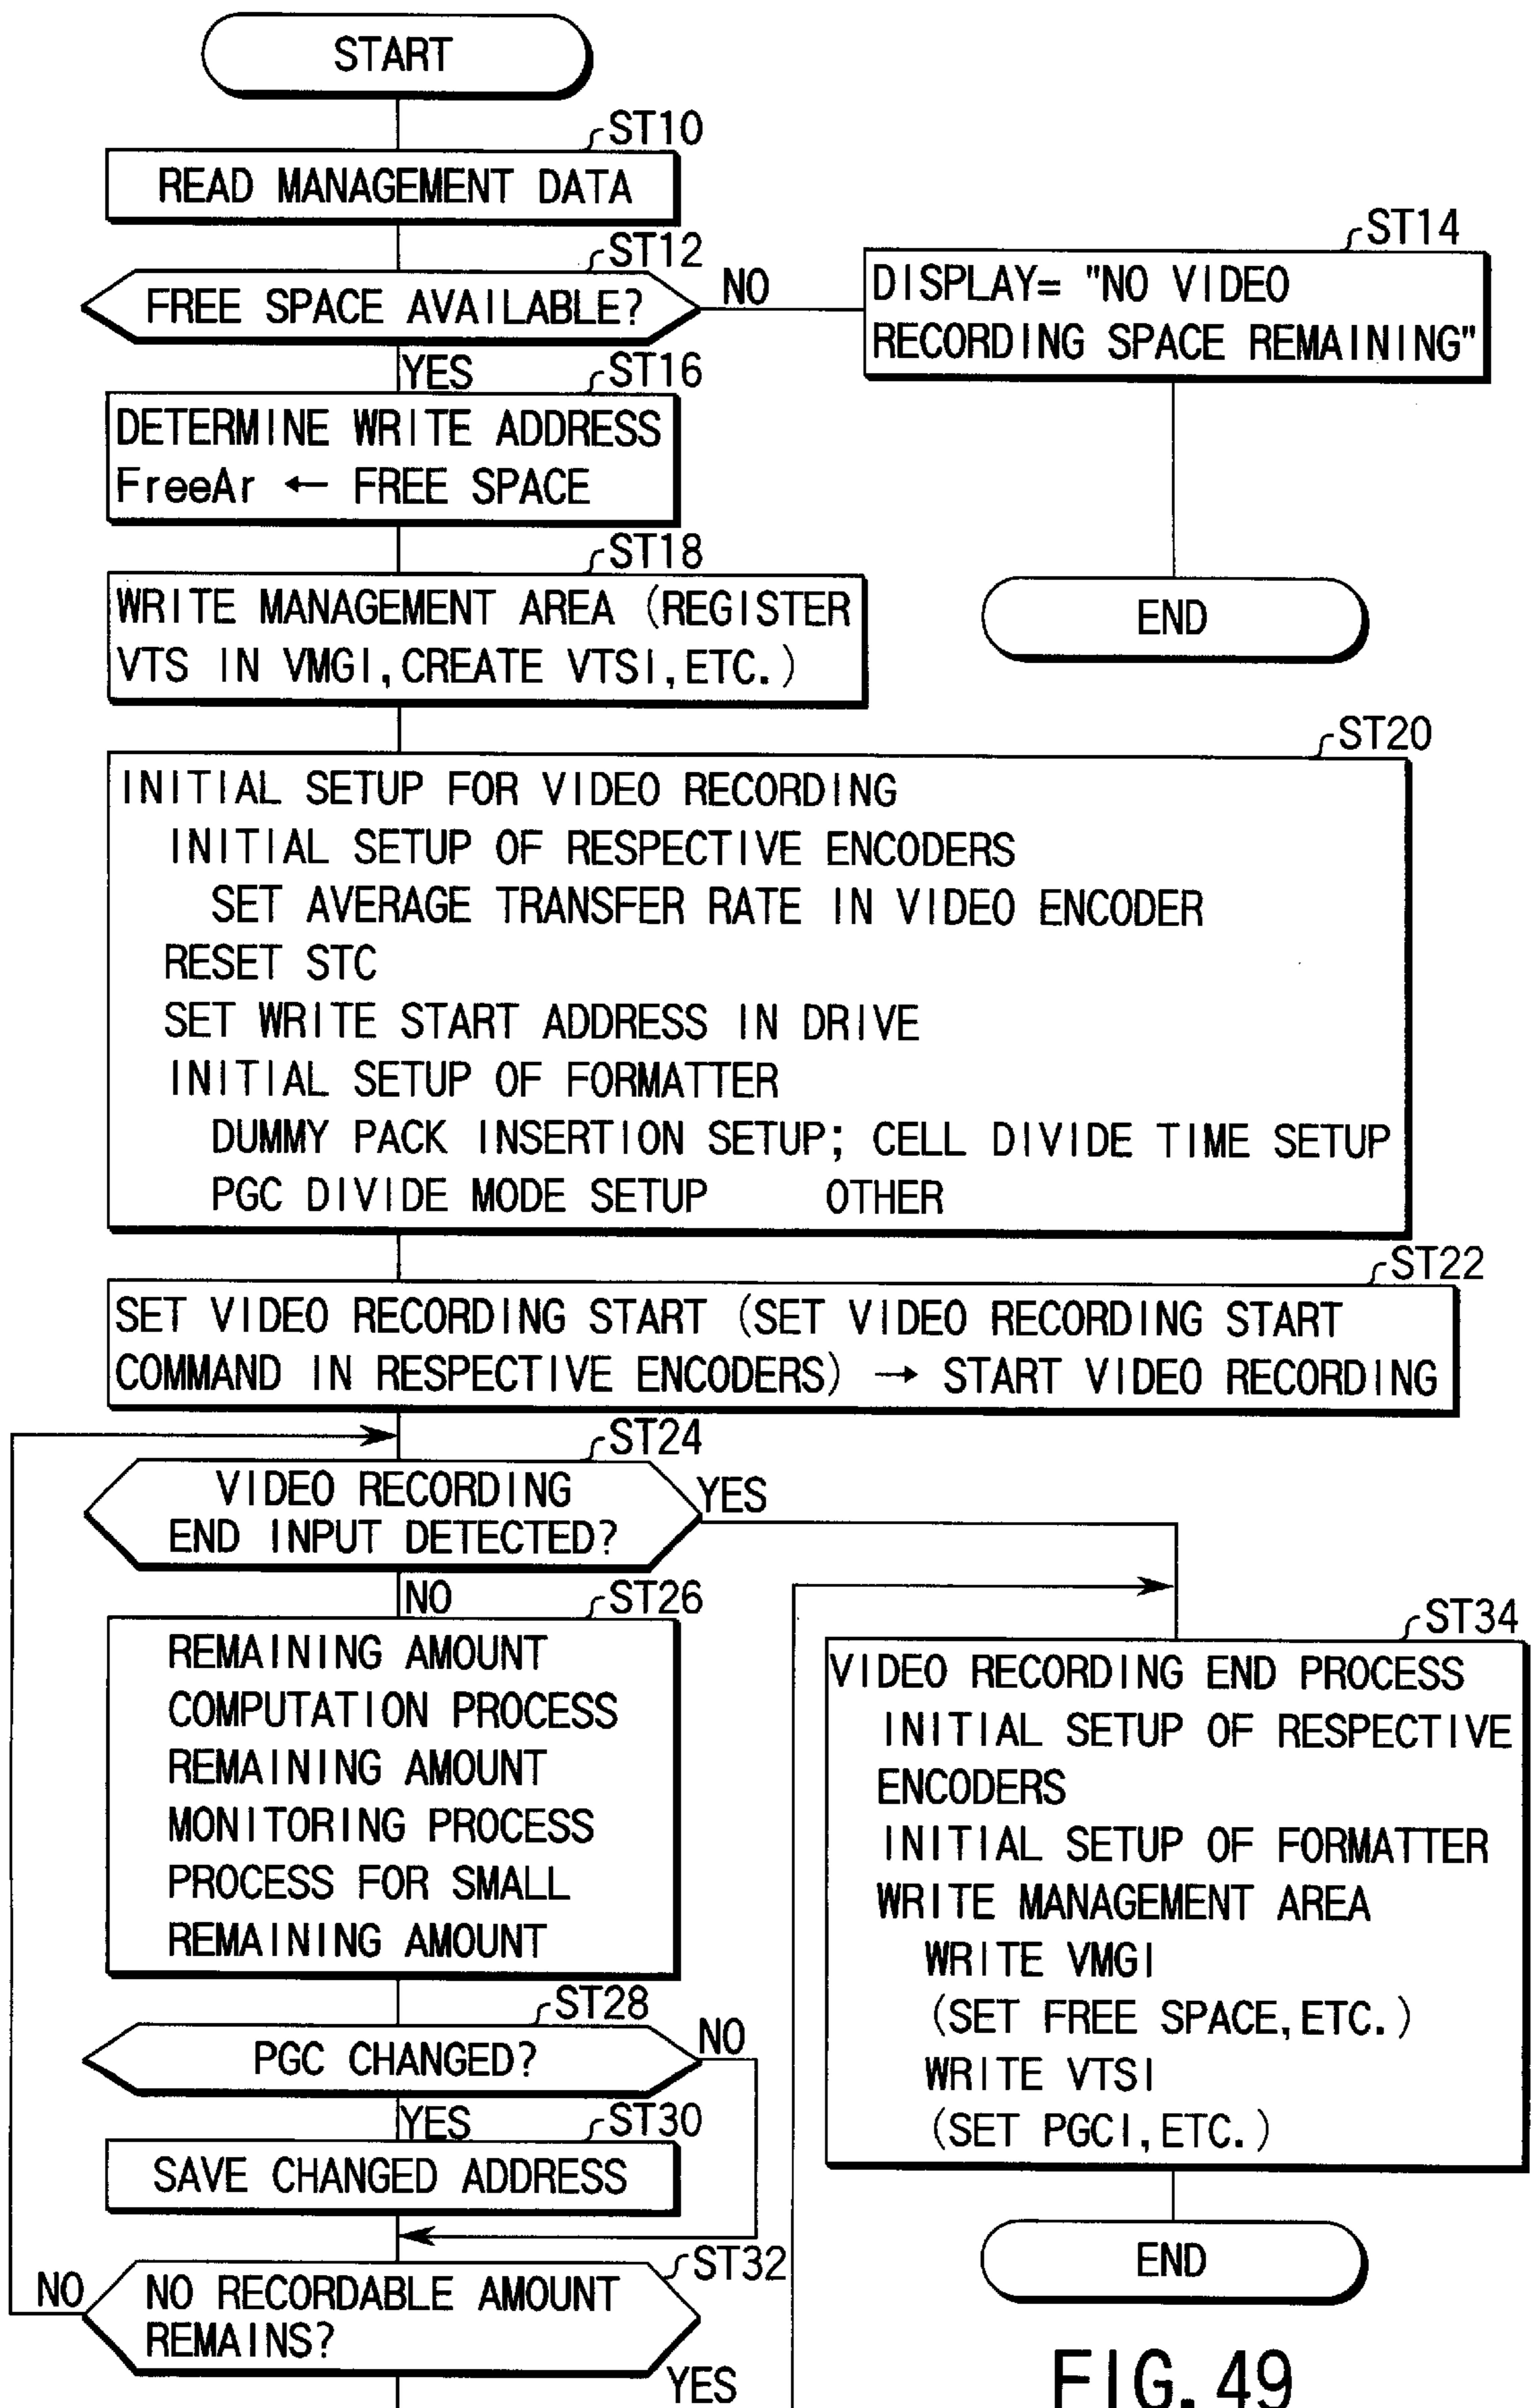 START
ST10
READ MANAGEMENT DATA
ST12
FREE SPACE AVAILABLE?
NO
ST14
DISPLAY= "NO VIDEO
RECORDING SPACE REMAINING"
END
YES
ST16
DETERMINE WRITE ADDRESS
FreeAr ← FREE SPACE
ST18
WRITE MANAGEMENT AREA (REGISTER
VTS IN VMGI, CREATE VTSI, ETC.)
ST20
INITIAL SETUP FOR VIDEO RECORDING
INITIAL SETUP OF RESPECTIVE ENCODERS
SET AVERAGE TRANSFER RATE IN VIDEO ENCODER
RESET STC
SET WRITE START ADDRESS IN DRIVE
INITIAL SETUP OF FORMATTER
DUMMY PACK INSERTION SETUP; CELL DIVIDE TIME SETUP
PGC DIVIDE MODE SETUP OTHER
ST22
SET VIDEO RECORDING START (SET VIDEO RECORDING START
COMMAND IN RESPECTIVE ENCODERS) → START VIDEO RECORDING
ST24
VIDEO RECORDING
END INPUT DETECTED?
YES
NO
ST26
REMAINING AMOUNT
COMPUTATION PROCESS
REMAINING AMOUNT
MONITORING PROCESS
PROCESS FOR SMALL
REMAINING AMOUNT
ST28
PGC CHANGED?
NO
YES
ST30
SAVE CHANGED ADDRESS
ST32
NO RECORDABLE AMOUNT
REMAINS?
NO
YES
ST34
VIDEO RECORDING END PROCESS
INITIAL SETUP OF RESPECTIVE
ENCODERS
INITIAL SETUP OF FORMATTER
WRITE MANAGEMENT AREA
WRITE VMGI
(SET FREE SPACE, ETC.)
WRITE VTSI
(SET PGCI, ETC.)
END
FIG. 49